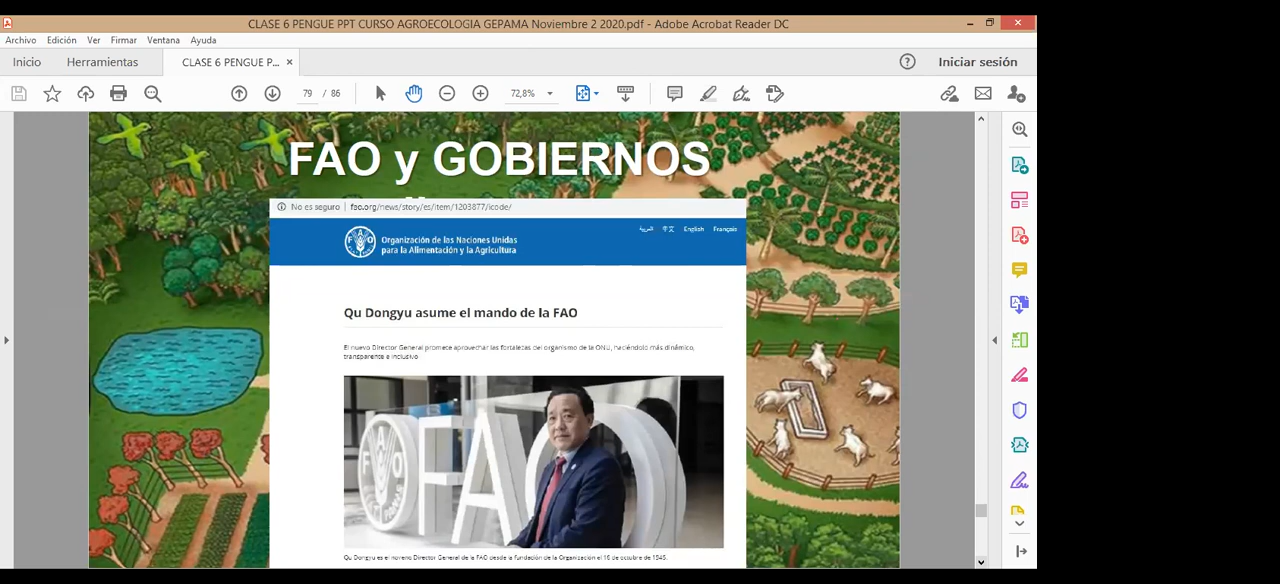 CLASE 6 PENGUE PPT CURSO AGROECOLOGIA GEPAMA Noviembre 2 2020.pdf - Adobe Acrobat Reader DC
Archivo Edición Ver Firmar Ventana Ayuda
Inicio Herramientas CLASE 6 PENGUE P... × Iniciar sesión
79 / 86 72,8%
FAO y GOBIERNOS
No es seguro | fao.org/news/story/es/item/1203877/icode/
العربية 中文 English Français
FAO
Organización de las Naciones Unidas
para la Alimentación y la Agricultura
Qu Dongyu asume el mando de la FAO
El nuevo Director General promete aprovechar las fortalezas del organismo de la ONU, haciéndolo más dinámico,
transparente e inclusivo
FAO
Qu Dongyu es el noveno Director General de la FAO desde la fundación de la Organización el 16 de octubre de 1945.